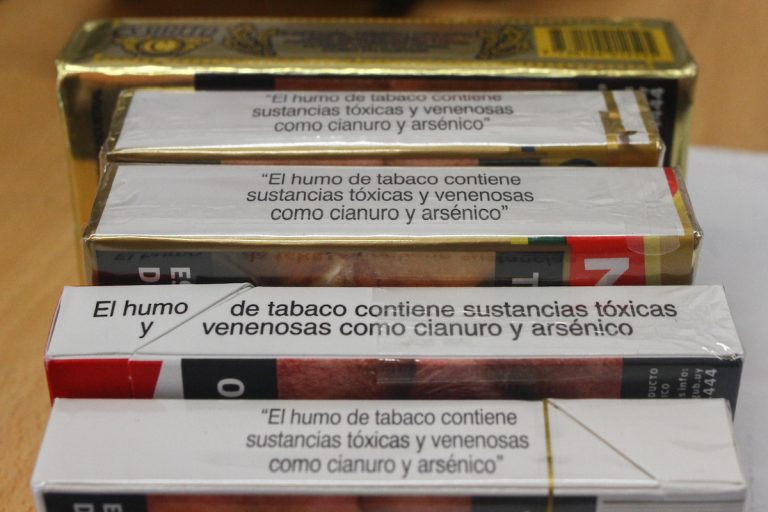 "El humo de tabaco contiene
sustancias tóxicas y venenosas
como cianuro y arsénico"
"El humo de tabaco contiene
sustancias tóxicas y venenosas
como cianuro y arsénico"
El humo de tabaco contiene sustancias tóxicas
y venenosas como cianuro y arsénico
"El humo de tabaco contiene
sustancias tóxicas y venenosas
como cianuro y arsénico"